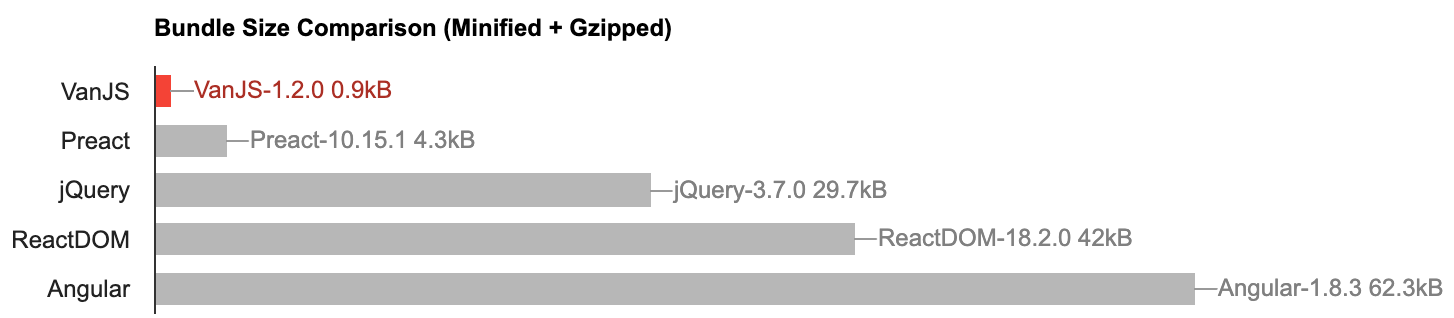 Bundle Size Comparison (Minified + Gzipped)
VanJS VanJS-1.2.0 0.9kB
Preact Preact-10.15.1 4.3kB
jQuery jQuery-3.7.0 29.7kB
ReactDOM ReactDOM-18.2.0 42kB
Angular Angular-1.8.3 62.3kB